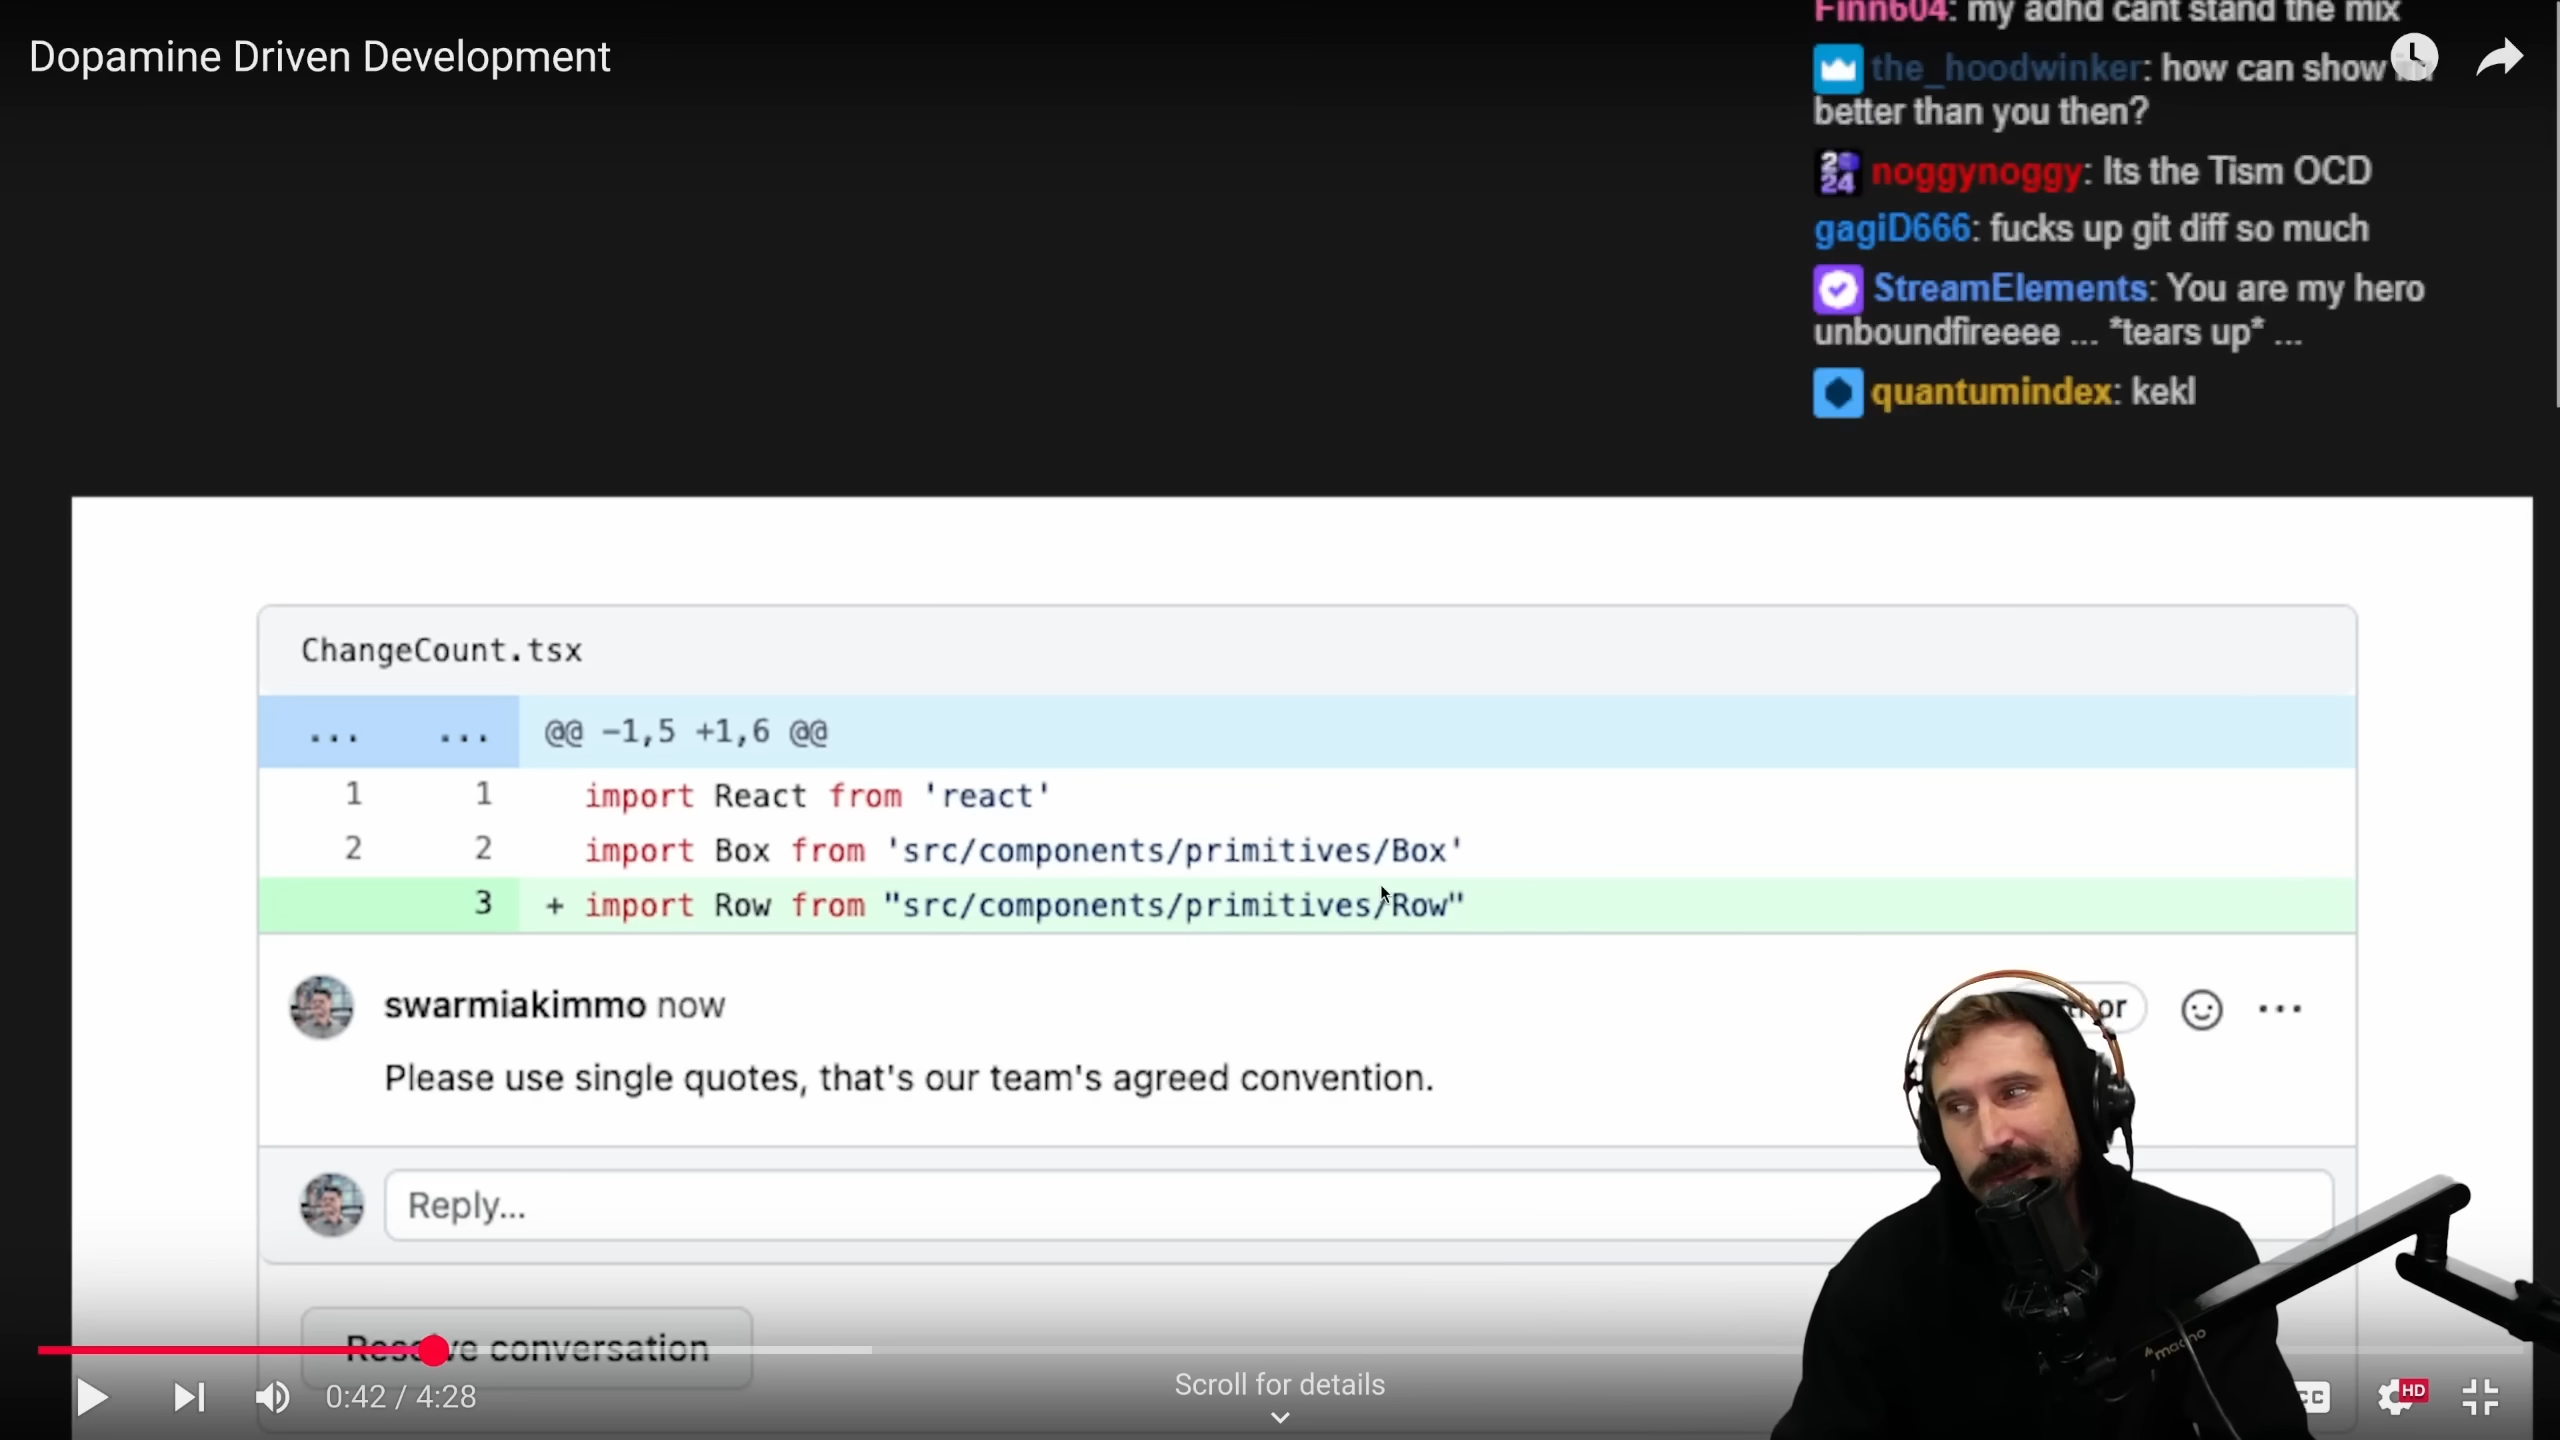 Dopamine Driven Development
Finn604: my adhd cant stand the mix
the_hoodwinker: how can show
better than you then?
noggynoggy: Its the Tism OCD
gagiD666: fucks up git diff so much
StreamElements: You are my hero
unboundfireeee ... *tears up* ...
quantumindex: kekl
ChangeCount.tsx
... ... @@ -1,5 +1,6 @@
1 1 import React from 'react'
2 2 import Box from 'src/components/primitives/Box'
3 + import Row from "src/components/primitives/Row"
swarmiakimmo now
Please use single quotes, that's our team's agreed convention.
Reply...
conversation
0:42 / 4:28
Scroll for details
CC
HD